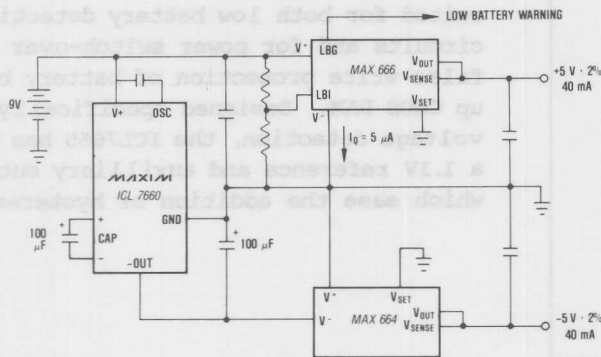 LOW BATTERY WARNING
V-
LBG
MAX 666
VOUT
VSENSE
VSET
LBI
V-
+5 V · 2%
40 mA
9V
V+
OSC
MAXIM
ICL 7660
GND
+
CAP
-
100 µF
+
100 µF
-OUT
IQ = 5 µA
V-
VSET
V-
MAX 664
VOUT
VSENSE
-5 V · 2%
40 mA